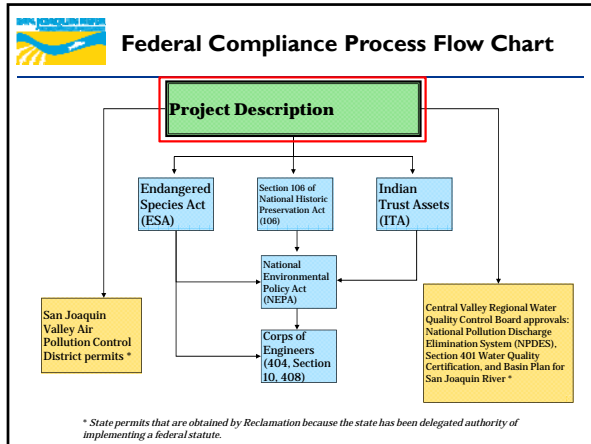 SAN JOAQUIN RIVER
Federal Compliance Process Flow Chart
Project Description
Endangered
Species Act
(ESA)
Section 106 of
National Historic
Preservation Act
(106)
Indian
Trust Assets
(ITA)
National
Environmental
Policy Act
(NEPA)
San Joaquin
Valley Air
Pollution Control
District permits *
Corps of
Engineers
(404, Section
10, 408)
Central Valley Regional Water
Quality Control Board approvals:
National Pollution Discharge
Elimination System (NPDES),
Section 401 Water Quality
Certification, and Basin Plan for
San Joaquin River *
* State permits that are obtained by Reclamation because the state has been delegated authority of
implementing a federal statute.